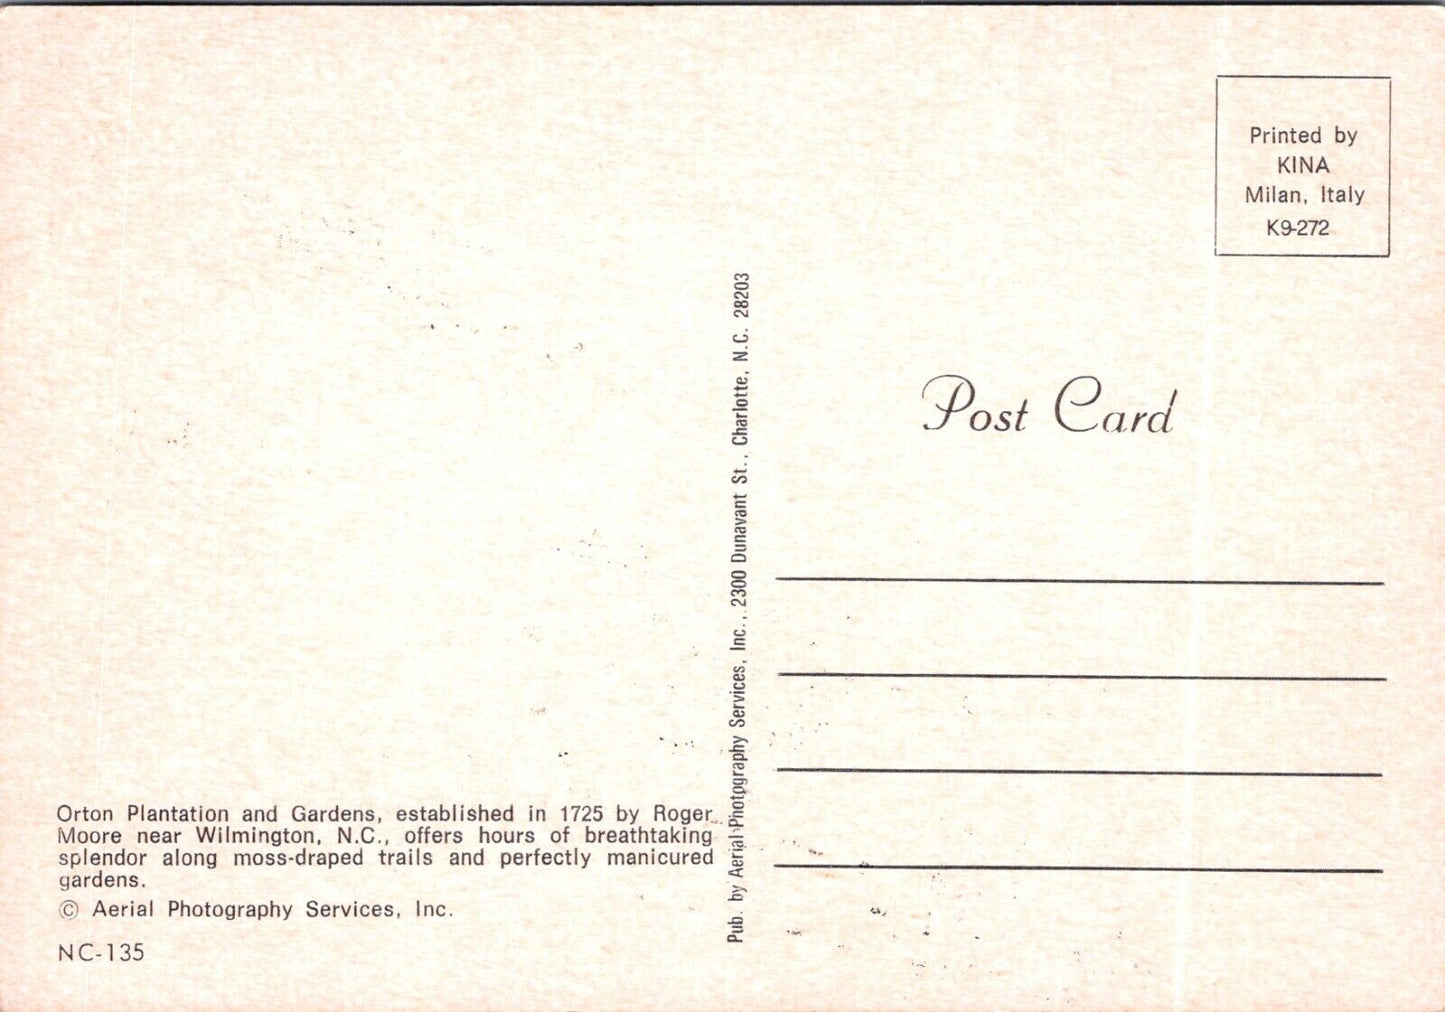 Printed by
KINA
Milan, Italy
K9-272
Post Card
Pub. by Aerial Photography Services, Inc., 2300 Dunavant St., Charlotte, N.C. 28203
Orton Plantation and Gardens, established in 1725 by Roger
Moore near Wilmington, N.C., offers hours of breathtaking
splendor along moss-draped trails and perfectly manicured
gardens.
© Aerial Photography Services, Inc.
NC-135